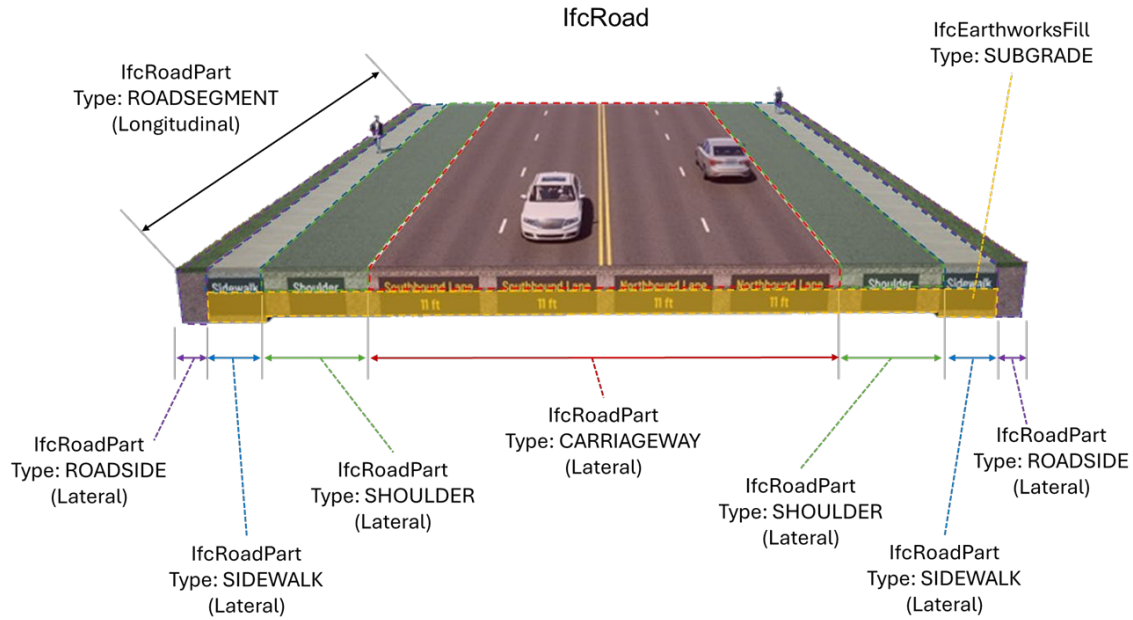 IfcRoad
IfcEarthworksFill
Type: SUBGRADE
IfcRoadPart
Type: ROADSEGMENT
(Longitudinal)
Sidewalk
Shoulder
Southbound Lane
11 ft
Southbound Lane
11 ft
Northbound Lane
11 ft
Northbound Lane
11 ft
Shoulder
Sidewalk
IfcRoadPart
Type: ROADSIDE
(Lateral)
IfcRoadPart
Type: SHOULDER
(Lateral)
IfcRoadPart
Type: CARRIAGEWAY
(Lateral)
IfcRoadPart
Type: SHOULDER
(Lateral)
IfcRoadPart
Type: ROADSIDE
(Lateral)
IfcRoadPart
Type: SIDEWALK
(Lateral)
IfcRoadPart
Type: SIDEWALK
(Lateral)